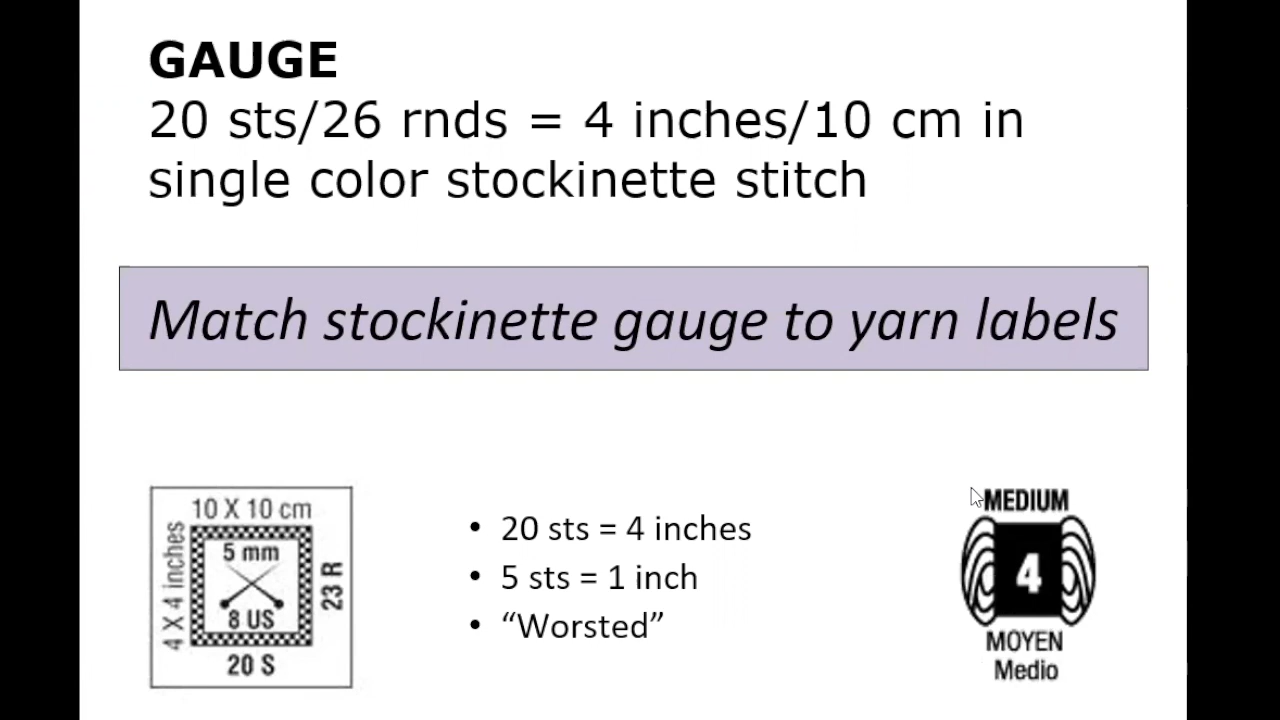 GAUGE
20 sts/26 rnds = 4 inches/10 cm in
single color stockinette stitch
Match stockinette gauge to yarn labels
10 X 10 cm
4 X 4 inches
5 mm
8 US
23 R
20 S
• 20 sts = 4 inches
• 5 sts = 1 inch
• “Worsted”
MEDIUM
4
MOYEN
Medio